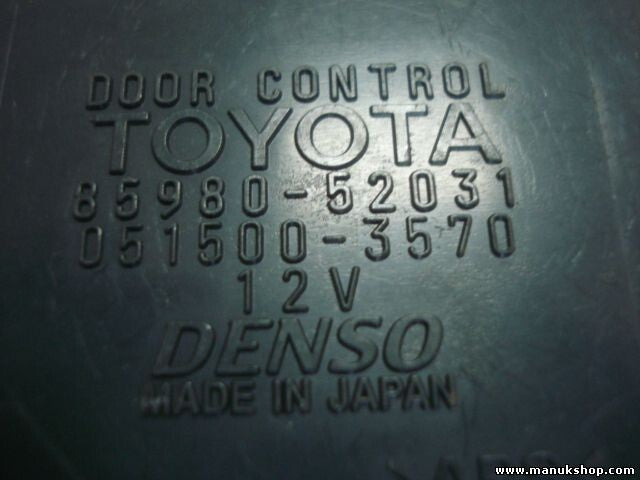 DOOR CONTROL
TOYOTA
85980-52031
051500-3570
12V
DENSO
MADE IN JAPAN
www.manukshop.com